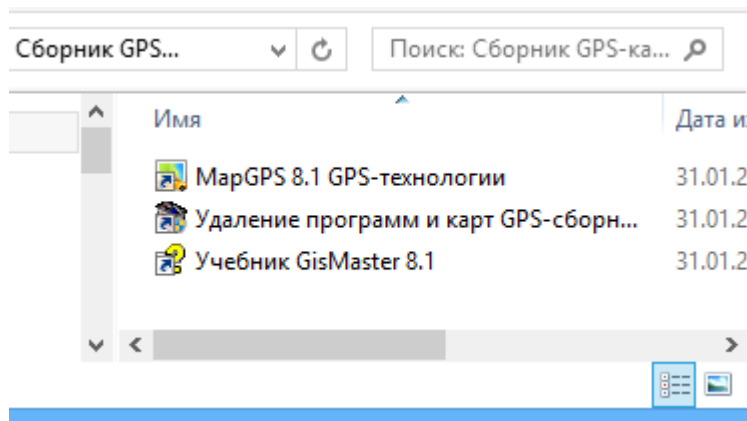 Сборник GPS...
Поиск: Сборник GPS-ка...
Имя
Дата из
MapGPS 8.1 GPS-технологии
31.01.2
Удаление программ и карт GPS-сборн...
31.01.2
Учебник GisMaster 8.1
31.01.2